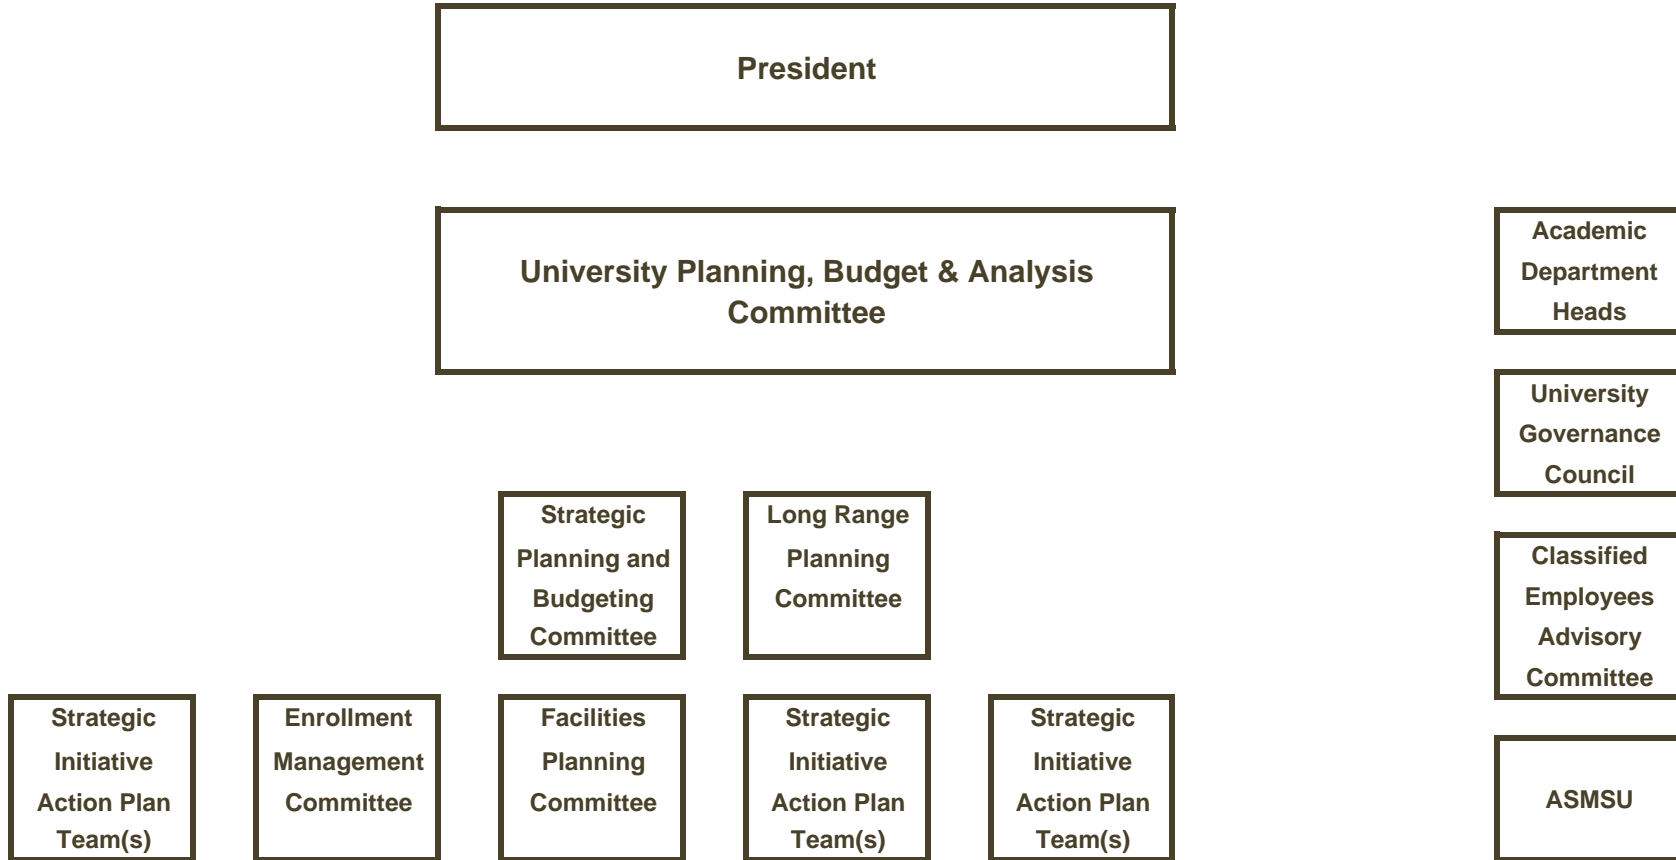 President
University Planning, Budget & Analysis
Committee
Academic
Department
Heads
University
Governance
Council
Strategic
Planning and
Budgeting
Committee
Long Range
Planning
Committee
Classified
Employees
Advisory
Committee
Strategic
Initiative
Action Plan
Team(s)
Enrollment
Management
Committee
Facilities
Planning
Committee
Strategic
Initiative
Action Plan
Team(s)
Strategic
Initiative
Action Plan
Team(s)
ASMSU